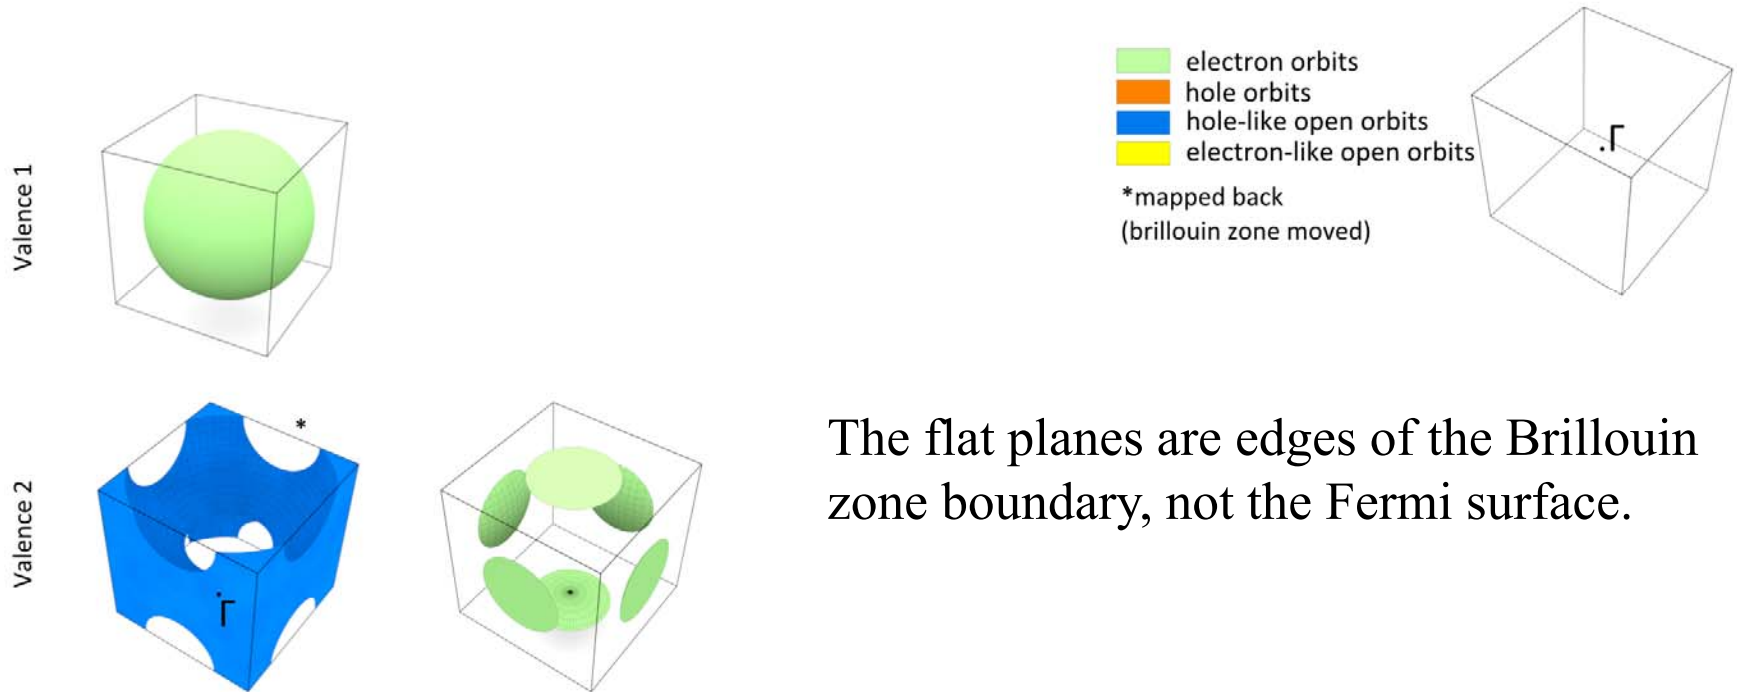 Valence 1
electron orbits
hole orbits
hole-like open orbits
electron-like open orbits
*mapped back
(brillouin zone moved)
.Γ
Valence 2
*
Γ
The flat planes are edges of the Brillouin
zone boundary, not the Fermi surface.